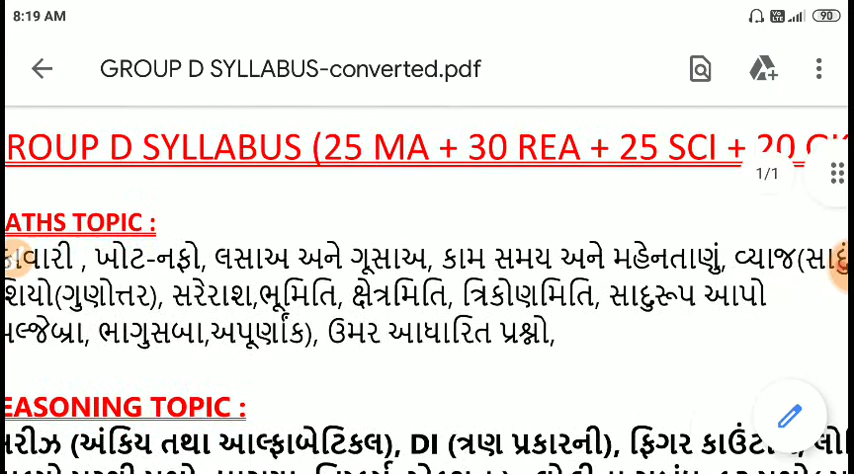 8:19 AM 90
GROUP D SYLLABUS-converted.pdf
ROUP D SYLLABUS (25 MA + 30 REA + 25 SCI + 20
1/1
ATHS TOPIC :
કાવારી , ખોટ-નફો, લસાઅ અને ગૂસાઅ, કામ સમય અને મહેનતાણું, વ્યાજ(સાદું
શિયો(ગુણોત્તર), સરેરાશ,ભૂમિતિ, ક્ષેત્રમિતિ, ત્રિકોણમિતિ, સાદુરૂપ આપો
લ્જેબ્રા, ભાગુસબા,અપૂર્ણાંક), ઉમર આધારિત પ્રશ્નો,
EASONING TOPIC :
રીઝ (અંકિય તથા આલ્ફાબેટિકલ), DI (ત્રણ પ્રકારની), ફિગર